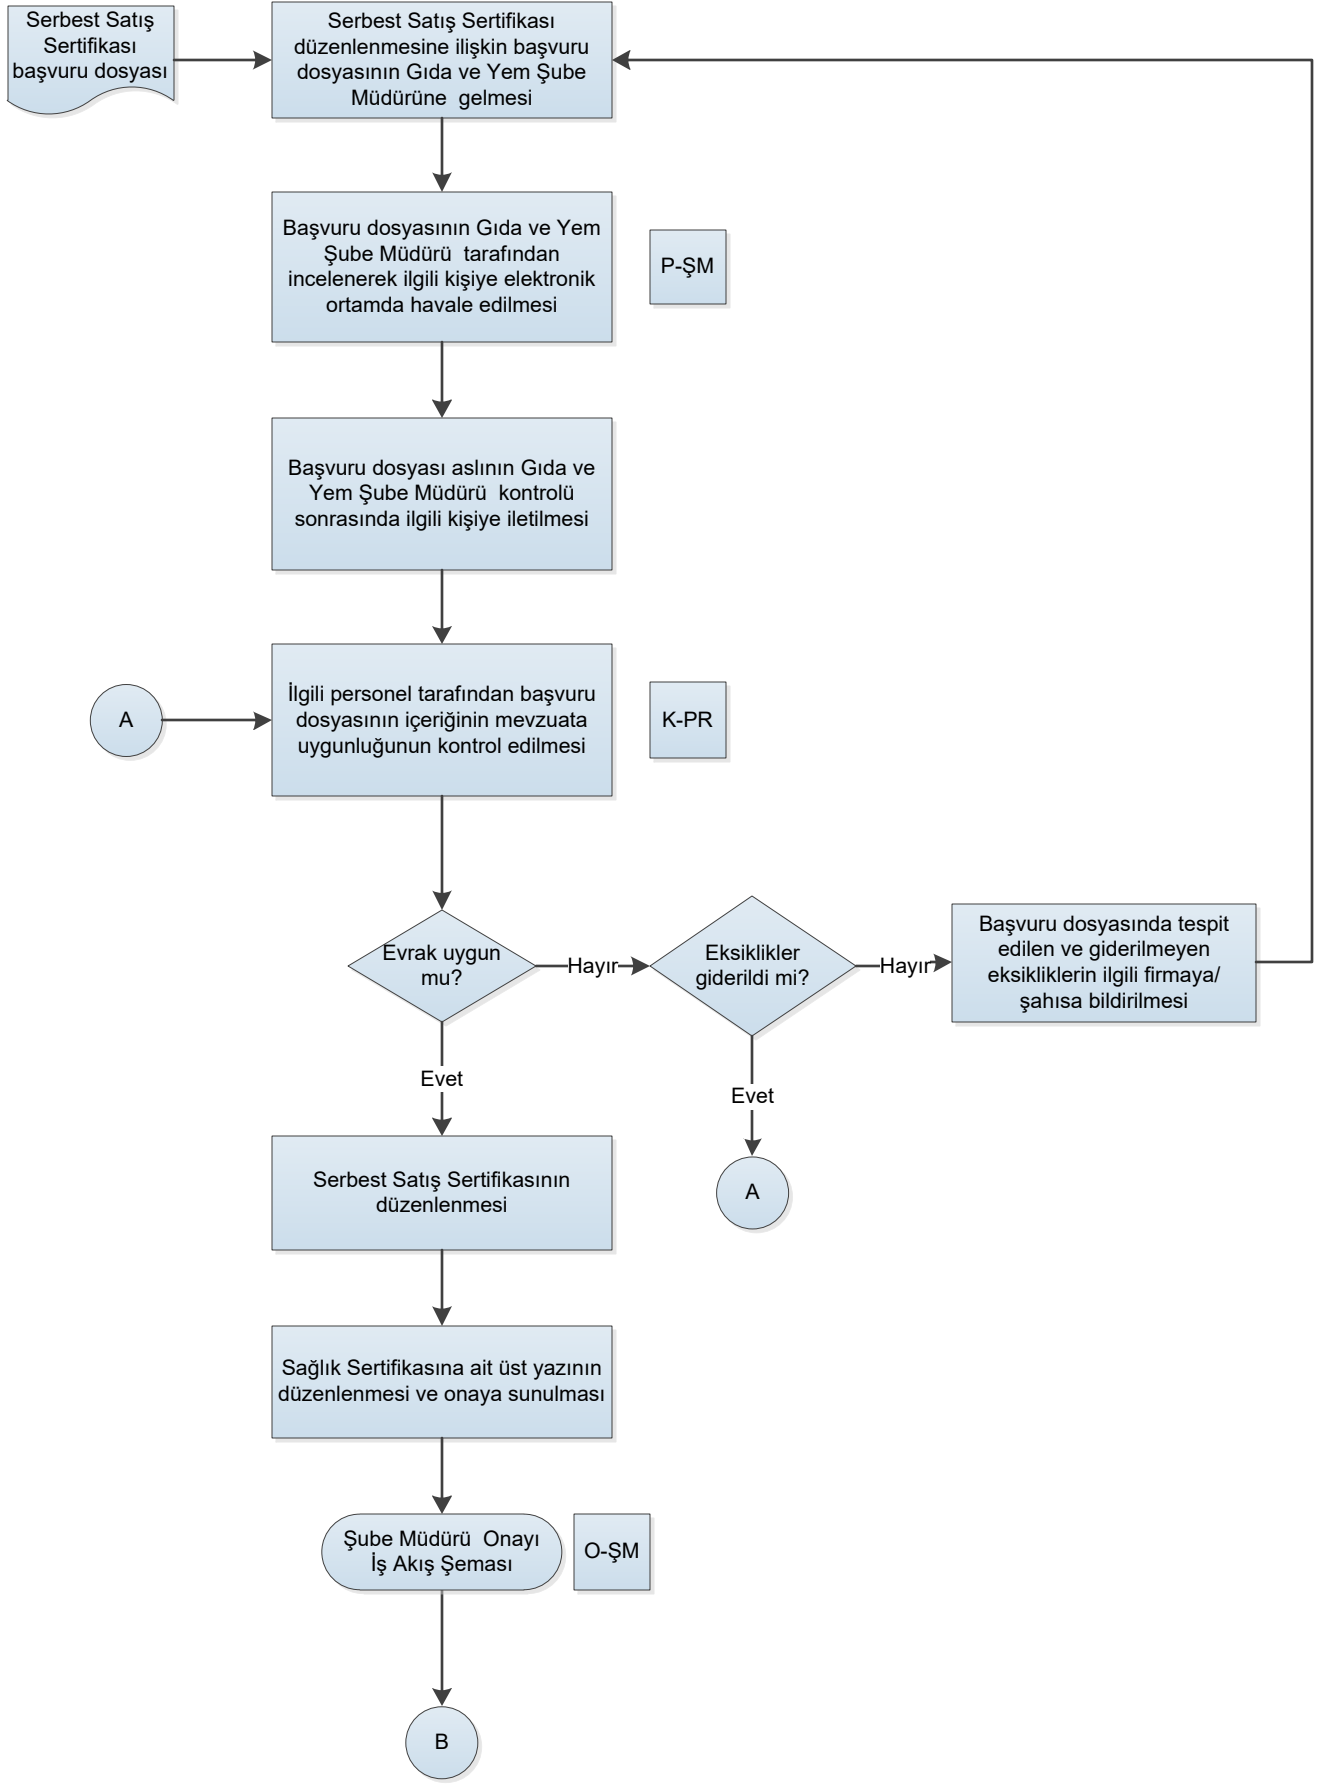 Serbest Satış
Sertifikası
başvuru dosyası
Serbest Satış Sertifikası
düzenlenmesine ilişkin başvuru
dosyasının Gıda ve Yem Şube
Müdürüne gelmesi
Başvuru dosyasının Gıda ve Yem
Şube Müdürü tarafından
incelenerek ilgili kişiye elektronik
ortamda havale edilmesi
P-ŞM
Başvuru dosyası aslının Gıda ve
Yem Şube Müdürü kontrolü
sonrasında ilgili kişiye iletilmesi
A
İlgili personel tarafından başvuru
dosyasının içeriğinin mevzuata
uygunluğunun kontrol edilmesi
K-PR
Evrak uygun
mu?
Hayır
Eksiklikler
giderildi mi?
Hayır
Başvuru dosyasında tespit
edilen ve giderilmeyen
eksikliklerin ilgili firmaya/
şahısa bildirilmesi
Evet
Evet
A
Serbest Satış Sertifikasının
düzenlenmesi
Sağlık Sertifikasına ait üst yazının
düzenlenmesi ve onaya sunulması
Şube Müdürü Onayı
İş Akış Şeması
O-ŞM
B